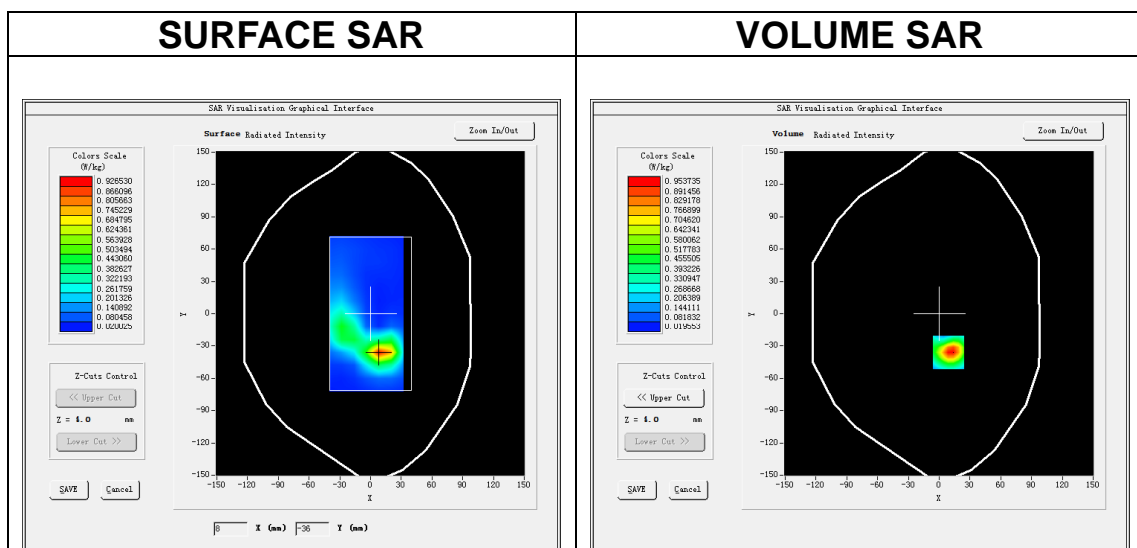 SURFACE SAR
VOLUME SAR
SAR Visualisation Graphical Interface
Surface Radiated Intensity
Zoom In/Out
Colors Scale
(W/kg)
0.926530
0.866096
0.805663
0.745229
0.684795
0.624361
0.563928
0.503494
0.443060
0.382627
0.322193
0.261759
0.201326
0.140892
0.080458
0.020025
Z-Cuts Control
<< Upper Cut
Z = 4.0 mm
Lower Cut >>
SAVE Cancel
150
120
90
60
30
0
-30
-60
-90
-120
-150
Y
-150 -120 -90 -60 -30 0 30 60 90 120 150
X
8 X (mm) -36 Y (mm)
SAR Visualisation Graphical Interface
Volume Radiated Intensity
Zoom In/Out
Colors Scale
(W/kg)
0.953735
0.891456
0.829178
0.766899
0.704620
0.642341
0.580062
0.517783
0.455505
0.393226
0.330947
0.268668
0.206389
0.144111
0.081832
0.019553
Z-Cuts Control
<< Upper Cut
Z = 4.0 mm
Lower Cut >>
SAVE Cancel
150
120
90
60
30
0
-30
-60
-90
-120
-150
Y
-150 -120 -90 -60 -30 0 30 60 90 120 150
X